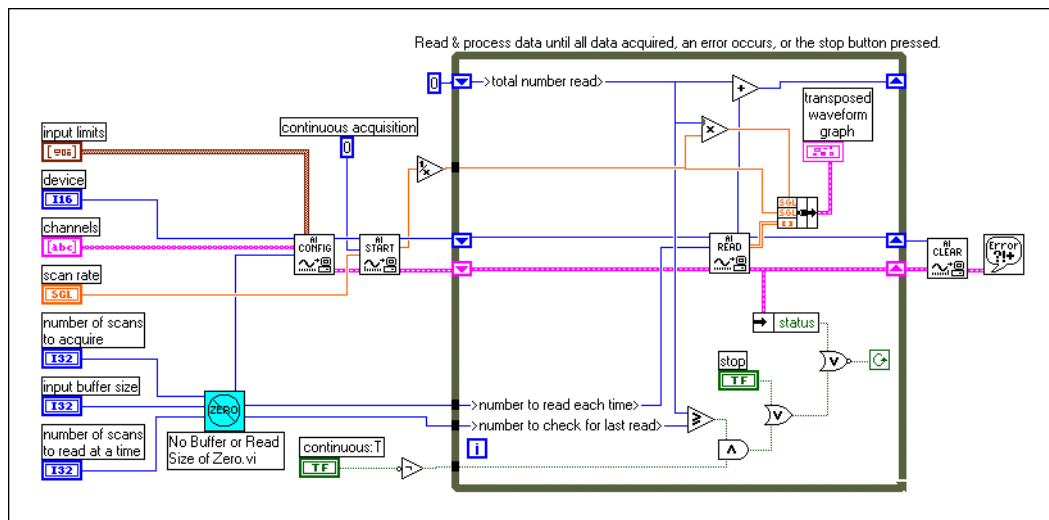 Read & process data until all data acquired, an error occurs, or the stop button pressed.
0
>total number read>
+
transposed
waveform
graph
input limits
continuous acquisition
0
x
1/x
device
I16
SGL
SGL
[ ]
channels
[abc]
AI
CONFIG
AI
START
AI
READ
AI
CLEAR
Error
?!+
scan rate
SGL
status
number of scans
to acquire
I32
stop
TF
V
V
input buffer size
I32
ZERO
>number to read each time>
≥
>number to check for last read>
number of scans
to read at a time
I32
No Buffer or Read
Size of Zero.vi
continuous:T
TF
¬
i
Λ